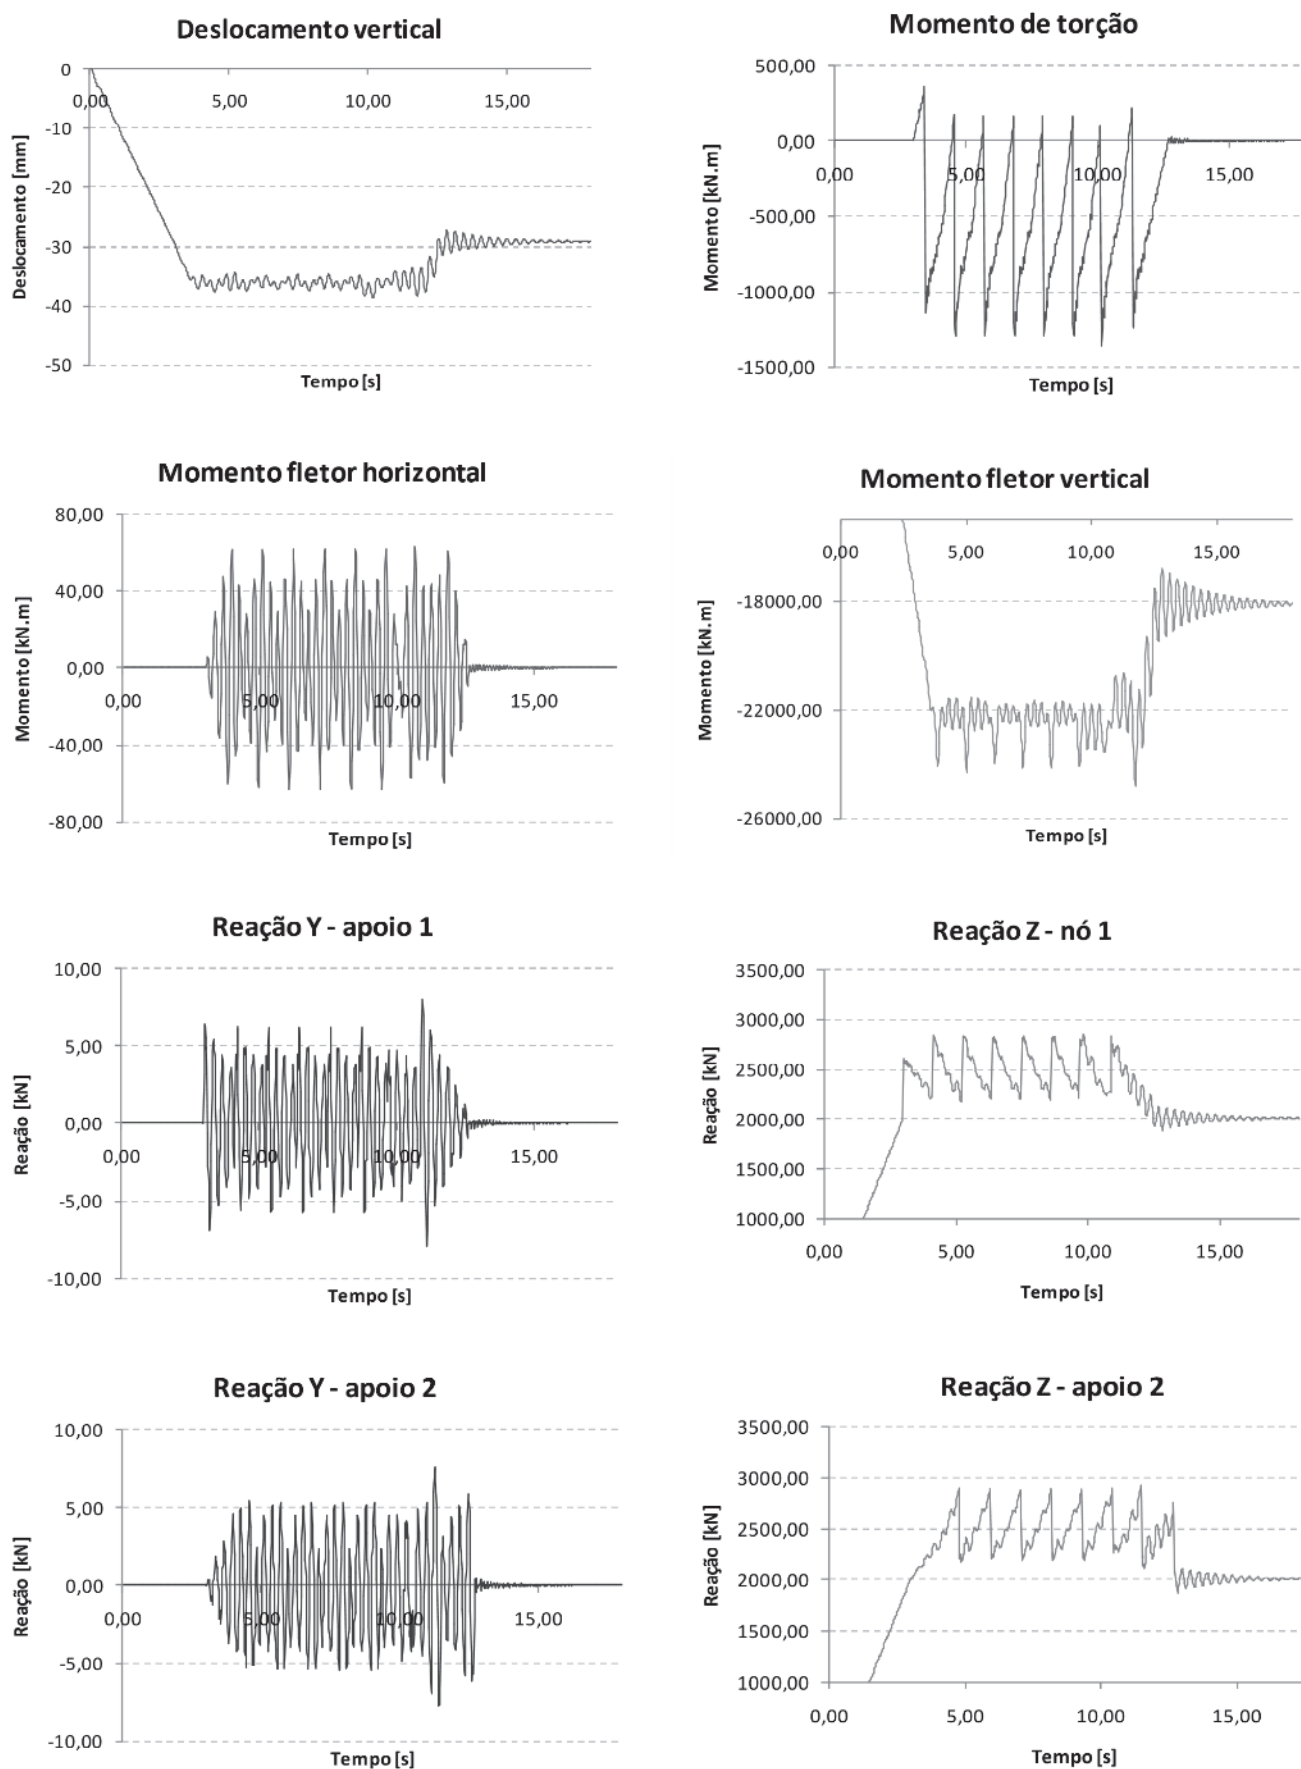 Deslocamento vertical
0
-10
-20
-30
-40
-50
0,00 5,00 10,00 15,00
Deslocamento [mm]
Tempo [s]
Momento de torção
500,00
0,00
-500,00
-1000,00
-1500,00
0,00 5,00 10,00 15,00
Momento [kN.m]
Tempo [s]
Momento fletor horizontal
80,00
40,00
0,00
-40,00
-80,00
0,00 5,00 10,00 15,00
Momento [kN.m]
Tempo [s]
Momento fletor vertical
0,00 5,00 10,00 15,00
-18000,00
-22000,00
-26000,00
Momento [kN.m]
Tempo [s]
Reação Y - apoio 1
10,00
5,00
0,00
-5,00
-10,00
0,00 5,00 10,00 15,00
Reação [kN]
Tempo [s]
Reação Z - nó 1
3500,00
3000,00
2500,00
2000,00
1500,00
1000,00
0,00 5,00 10,00 15,00
Reação [kN]
Tempo [s]
Reação Y - apoio 2
10,00
5,00
0,00
-5,00
-10,00
0,00 5,00 10,00 15,00
Reação [kN]
Tempo [s]
Reação Z - apoio 2
3500,00
3000,00
2500,00
2000,00
1500,00
1000,00
0,00 5,00 10,00 15,00
Reação [kN]
Tempo [s]